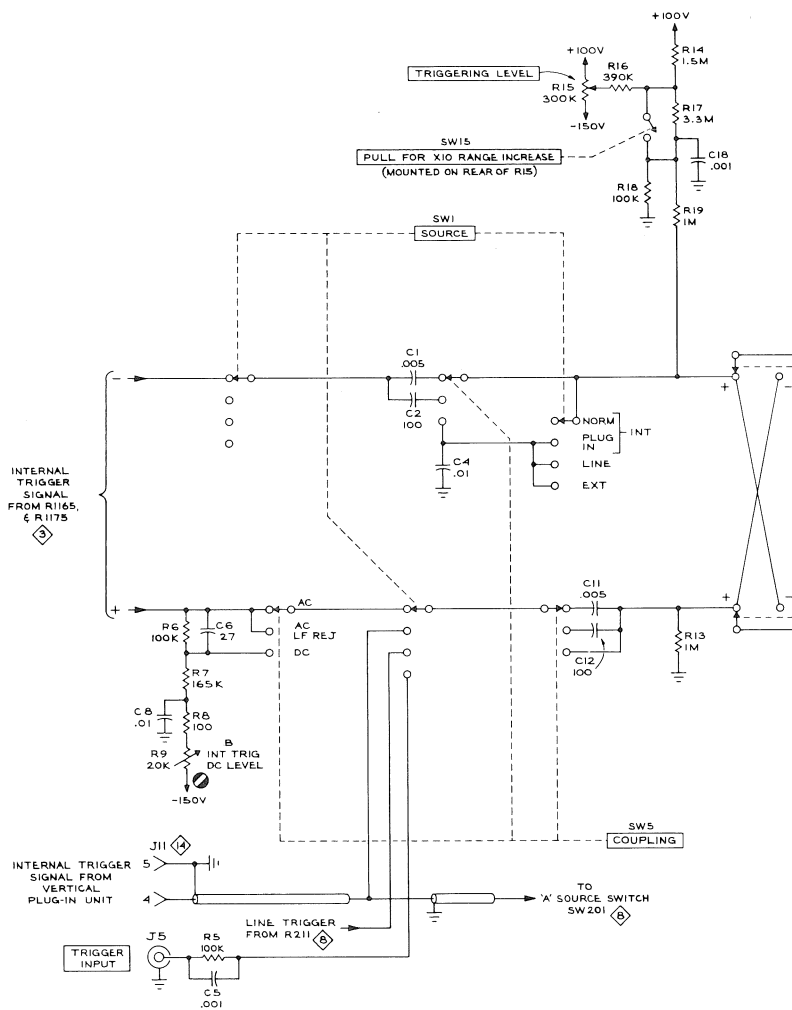 +100V
R14
1.5M
+100V
R16
390K
TRIGGERING LEVEL
R15
300K
R17
3.3M
-150V
SW15
PULL FOR X10 RANGE INCREASE
(MOUNTED ON REAR OF R15)
C18
.001
R18
100K
R19
1M
SW1
SOURCE
C1
.005
-
+
-
C2
100
NORM
PLUG
IN
INT
LINE
EXT
C4
.01
INTERNAL
TRIGGER
SIGNAL
FROM R1165,
& R1175
3
+
AC
C11
.005
+
-
R6
100K
C6
27
AC
LF REJ
DC
C12
100
R13
1M
R7
165K
C8
.01
R8
100
R9
20K
B
INT TRIG
DC LEVEL
-150V
SW5
COUPLING
J11
14
INTERNAL TRIGGER
SIGNAL FROM
VERTICAL
PLUG-IN UNIT
5
4
TO
'A' SOURCE SWITCH
SW201
8
LINE TRIGGER
FROM R211
8
TRIGGER
INPUT
J5
R5
100K
C5
.001